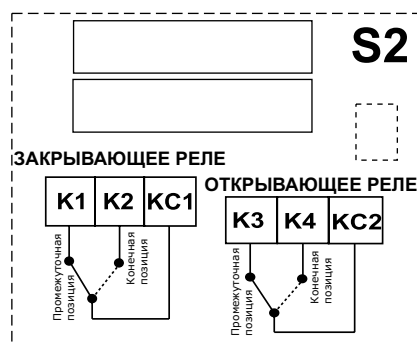 S2
ЗАКРЫВАЮЩЕЕ РЕЛЕ
K1 K2 KC1
Промежуточная
позиция
Конечная
позиция
ОТКРЫВАЮЩЕЕ РЕЛЕ
K3 K4 KC2
Промежуточная
позиция
Конечная
позиция